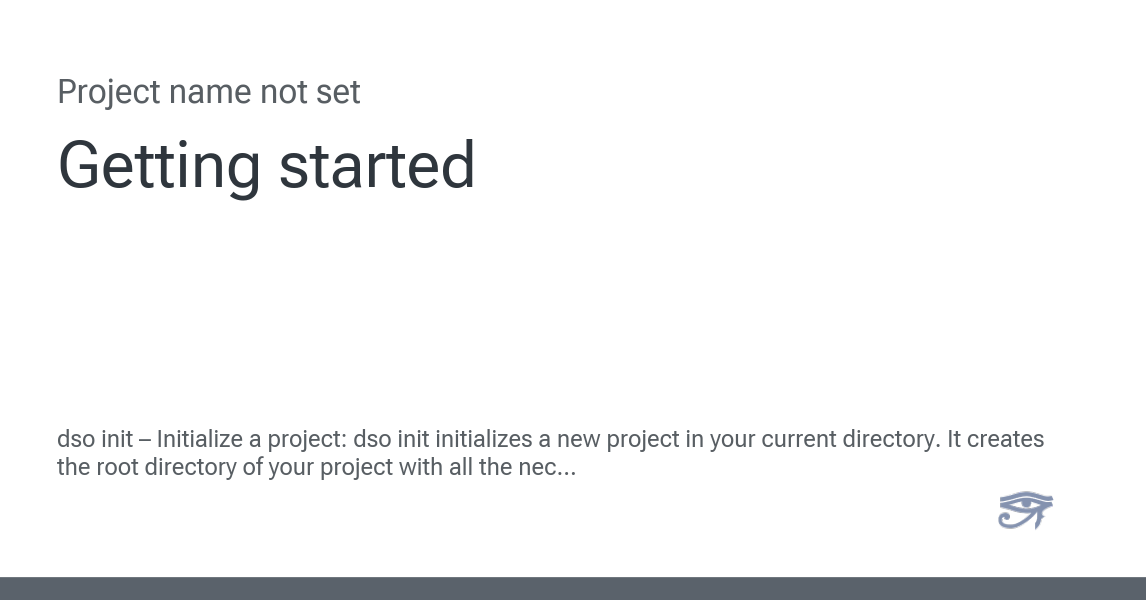 Project name not set
Getting started
dso init – Initialize a project: dso init initializes a new project in your current directory. It creates
the root directory of your project with all the nec...